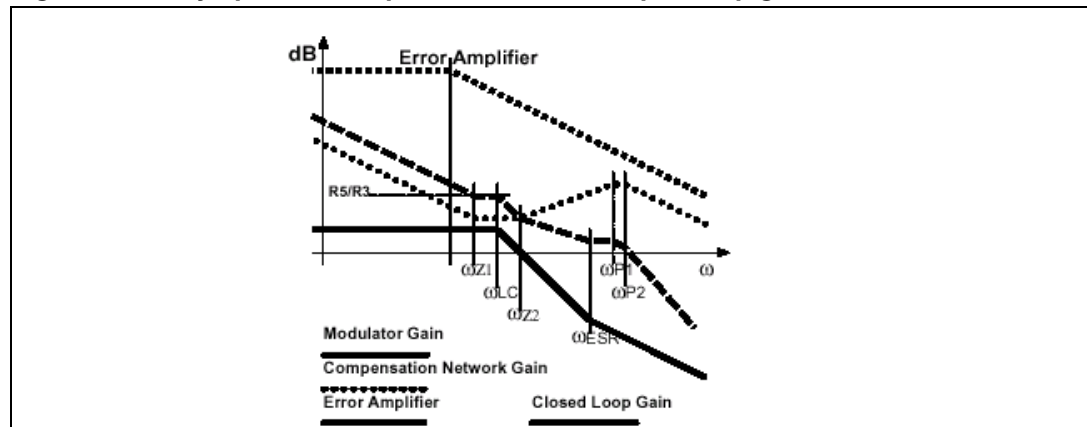 dB
Error Amplifier
R5/R3
ωZ1
ωP1
ω
ωLC
ωP2
ωZ2
ωESR
Modulator Gain
Compensation Network Gain
Error Amplifier
Closed Loop Gain